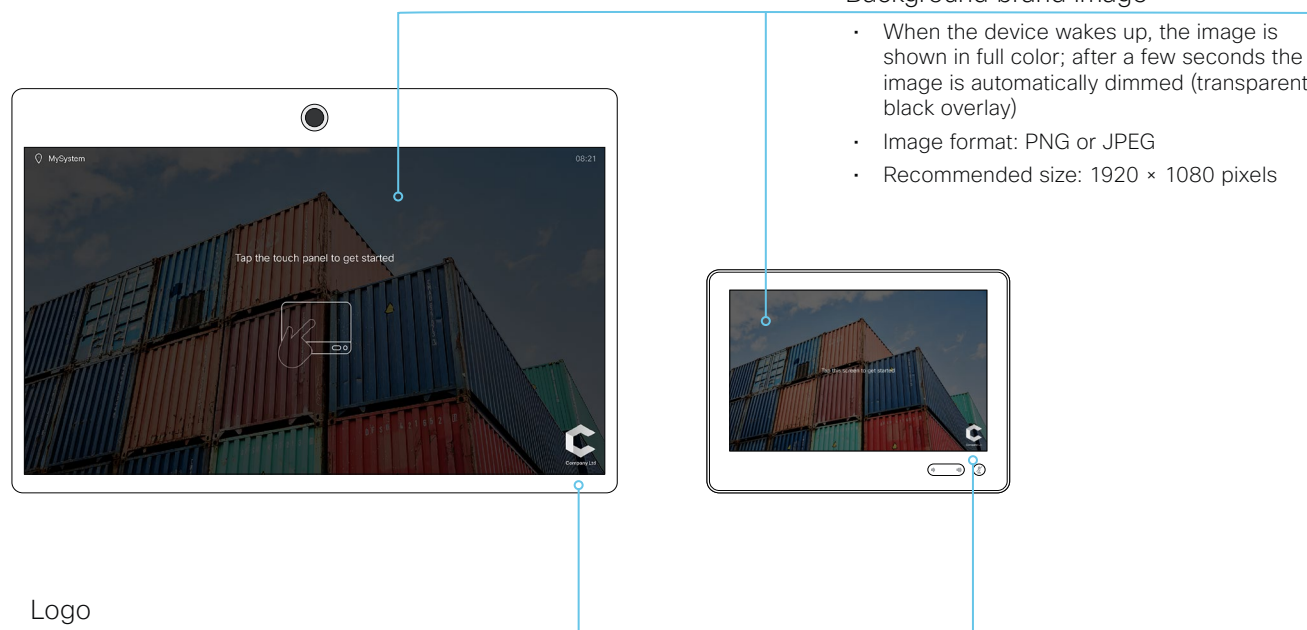 Background brand image
• When the device wakes up, the image is
shown in full color; after a few seconds the
image is automatically dimmed (transparent
black overlay)
• Image format: PNG or JPEG
• Recommended size: 1920 × 1080 pixels
MySystem
08:21
Tap the touch panel to get started
Company Ltd
Tap the screen to get started
Logo